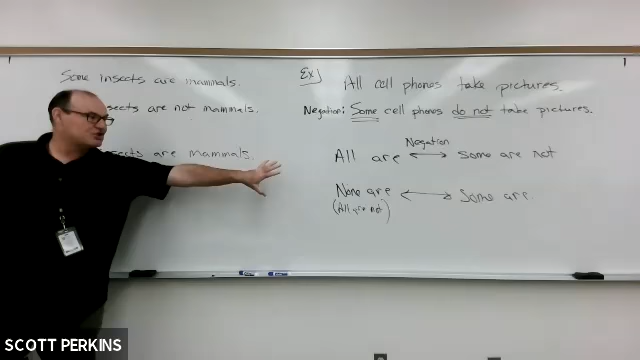 Some insects are mammals.
sects are not mammals.
sects are mammals.
Ex)
All cell phones take pictures.
Negation: Some cell phones do not take pictures.
Negation
All are ⟷ some are not
None are ⟷ Some are
(All are not)
SCOTT PERKINS